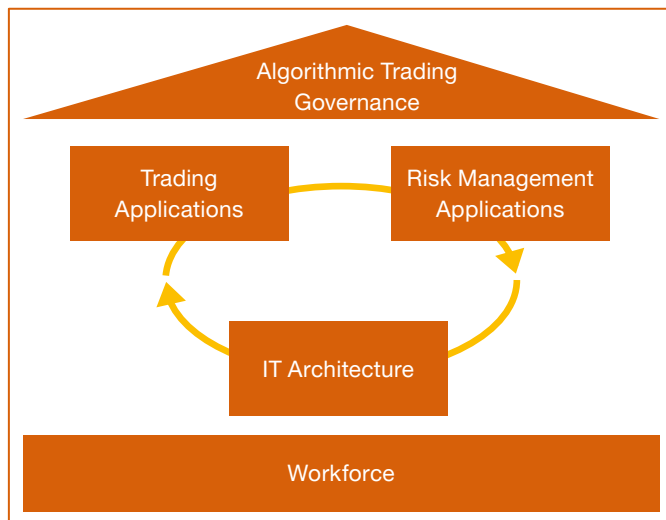 Algorithmic Trading
Governance
Trading
Applications
Risk Management
Applications
IT Architecture
Workforce